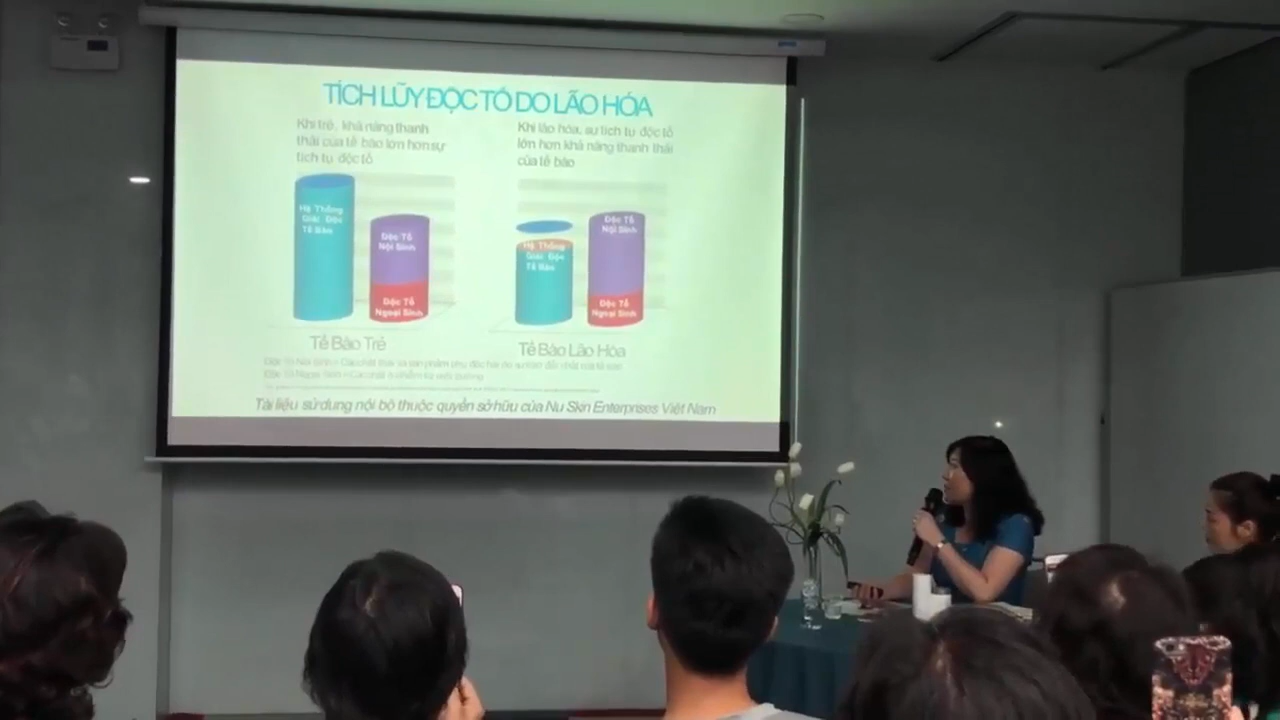 TÍCH LŨY ĐỘC TỐ DO LÃO HÓA
Khi trẻ, khả năng thanh
thải của tế bào lớn hơn sự
tích tụ độc tố
Hệ Thống
Giải Độc
Tế Bào
Độc Tố
Nội Sinh
Độc Tố
Ngoại Sinh
Tế Bào Trẻ
Khi lão hóa, sự tích tụ độc tố
lớn hơn khả năng thanh thải
của tế bào
Hệ Thống
Giải Độc
Tế Bào
Độc Tố
Nội Sinh
Độc Tố
Ngoại Sinh
Tế Bào Lão Hóa
Tài liệu sử dụng nội bộ thuộc quyền sở hữu của Nu Skin Enterprises Việt Nam